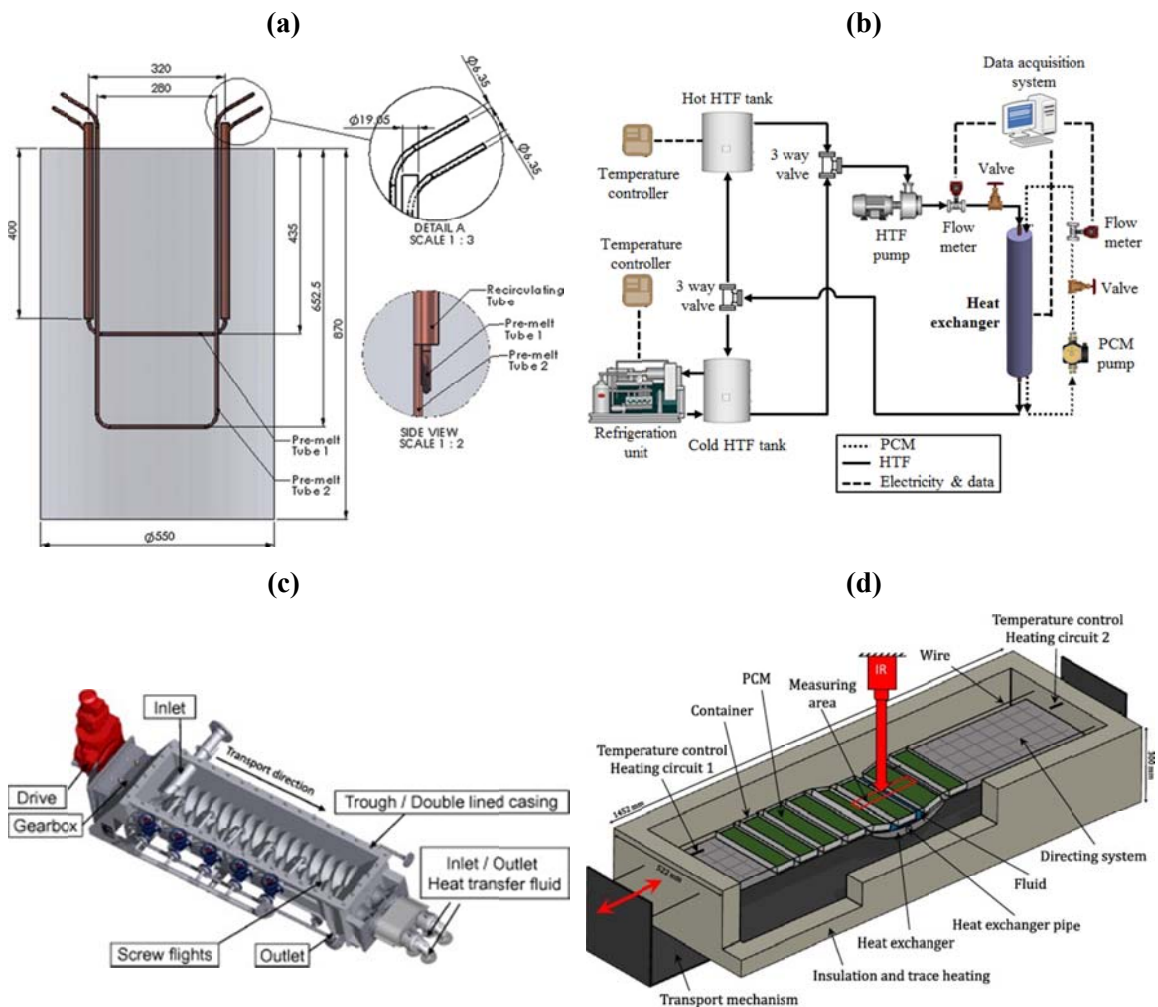 (a)
320
280
Ø19.05
Ø6.35
Ø6.35
DETAIL A
SCALE 1 : 3
400
435
652.5
870
Recirculating
Tube
Pre-melt
Tube 1
Pre-melt
Tube 2
SIDE VIEW
SCALE 1 : 2
Pre-melt
Tube 1
Pre-melt
Tube 2
Ø550
(b)
Data acquisition
system
Hot HTF tank
3 way
valve
Valve
Temperature
controller
HTF
pump
Flow
meter
Flow
meter
Temperature
controller
3 way
valve
Heat
exchanger
Valve
PCM
pump
Refrigeration
unit
Cold HTF tank
PCM
HTF
Electricity & data
(c)
Inlet
Transport direction
Drive
Gearbox
Trough / Double lined casing
Inlet / Outlet
Heat transfer fluid
Screw flights
Outlet
(d)
Temperature control
Heating circuit 2
IR
Wire
PCM
Measuring
area
Container
Temperature control
Heating circuit 1
1452 mm
522 mm
300 mm
Directing system
Fluid
Heat exchanger pipe
Heat exchanger
Insulation and trace heating
Transport mechanism